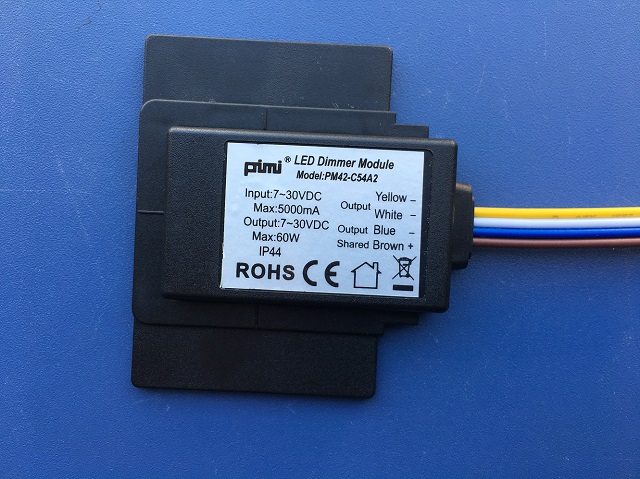 pimi ® LED Dimmer Module
Model:PM42-C54A2
Input:7~30VDC
Max:5000mA
Output:7~30VDC
Max:60W
IP44
Output Yellow –
White –
Output Blue –
Shared Brown +
ROHS CE